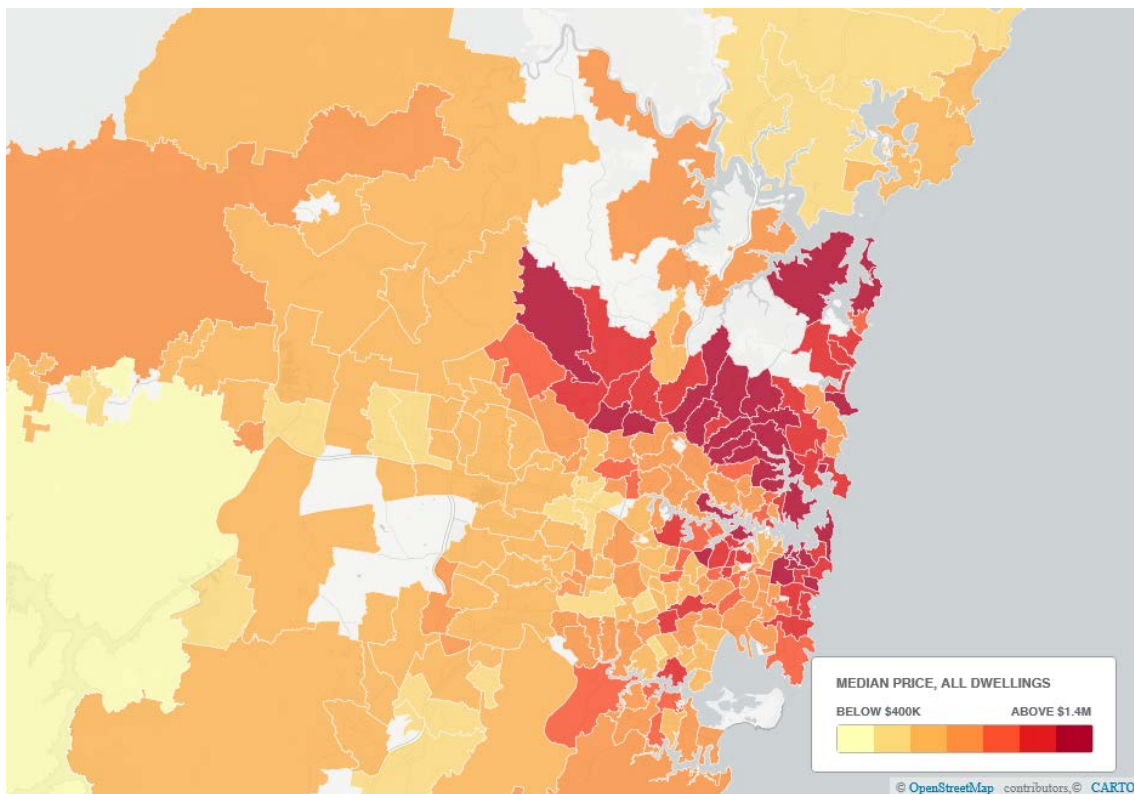 MEDIAN PRICE, ALL DWELLINGS
BELOW $400K ABOVE $1.4M
© OpenStreetMap contributors,© CARTO